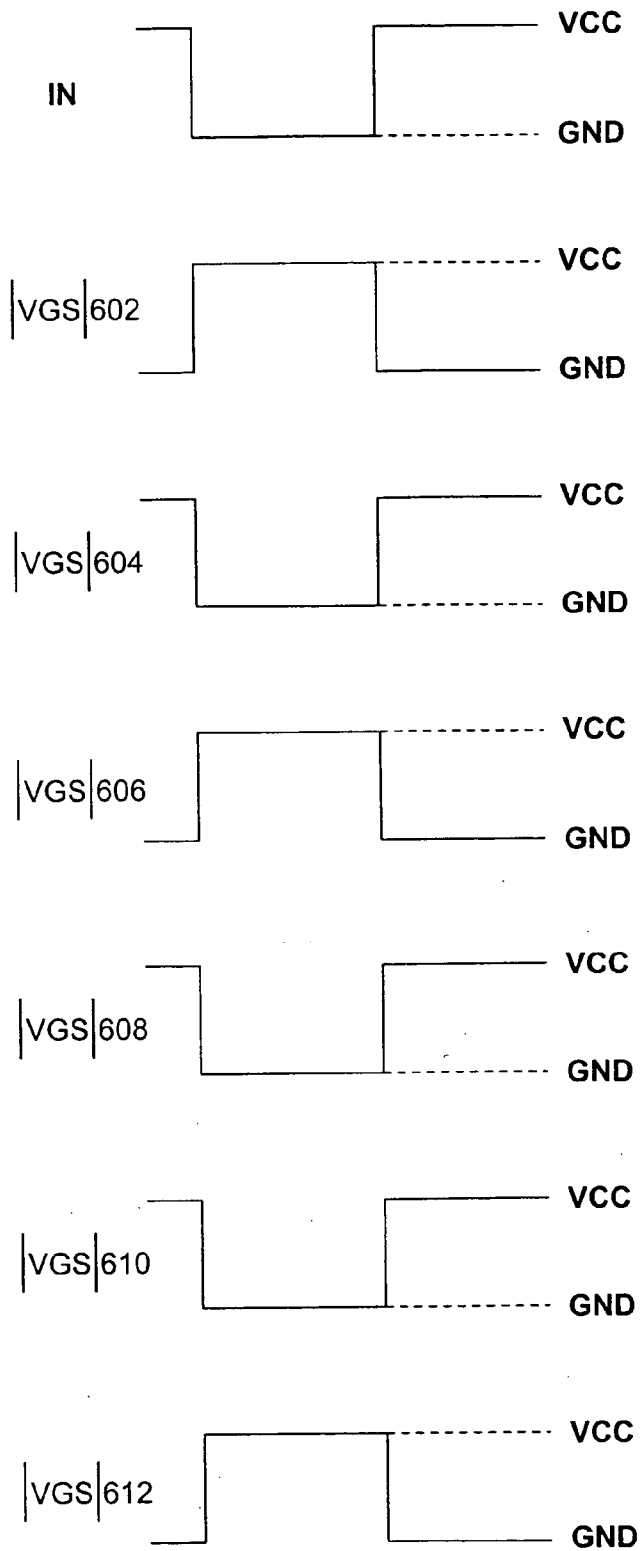 VCC
IN
GND
VCC
|VGS|602
GND
VCC
|VGS|604
GND
VCC
|VGS|606
GND
VCC
|VGS|608
GND
VCC
|VGS|610
GND
VCC
|VGS|612
GND